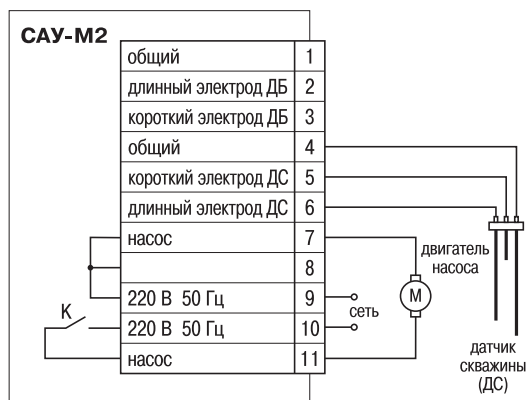 САУ-М2
общий 1
длинный электрод ДБ 2
короткий электрод ДБ 3
общий 4
короткий электрод ДС 5
длинный электрод ДС 6
насос 7
8
220 В 50 Гц 9
К 220 В 50 Гц 10
насос 11
сеть
двигатель
насоса
М
датчик
скважины
(ДС)